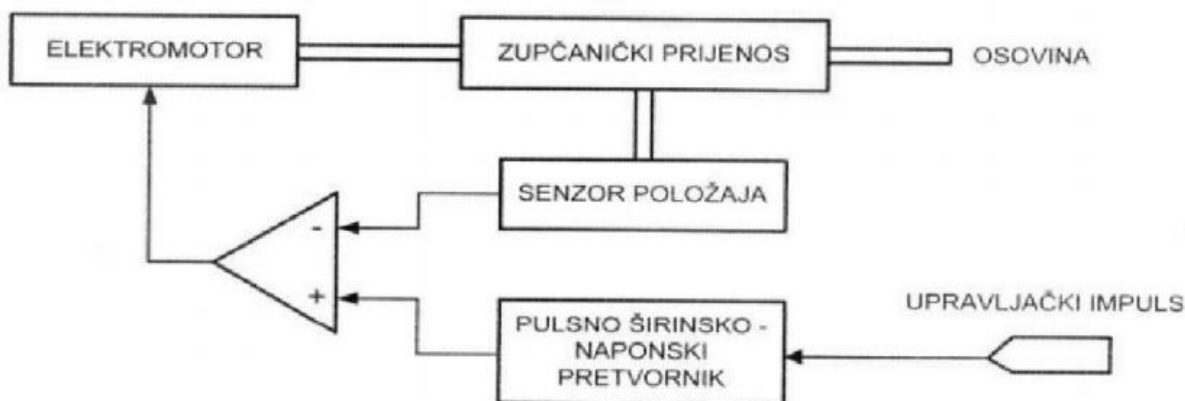 ELEKTROMOTOR
ZUPČANIČKI PRIJENOS
OSOVINA
SENZOR POLOŽAJA
-
+
PULSNO ŠIRINSKO -
NAPONSKI
PRETVORNIK
UPRAVLJAČKI IMPULS